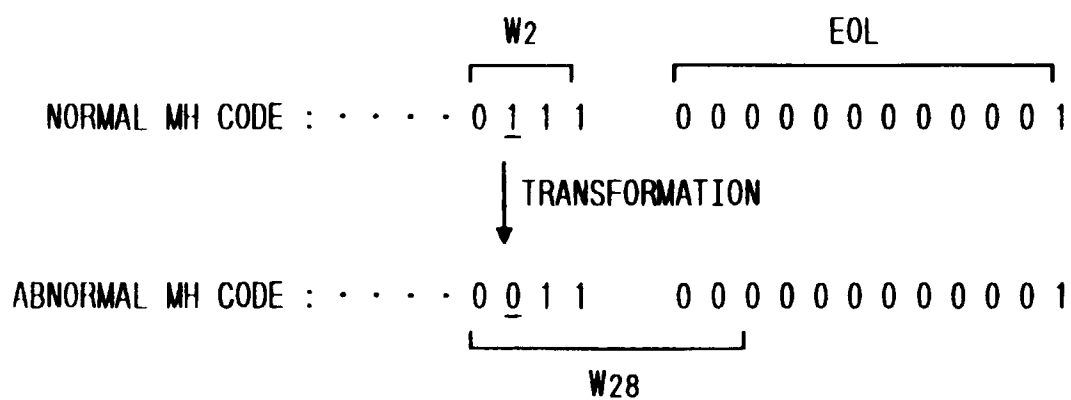 W2 EOL
NORMAL MH CODE : · · · · 0 1 1 1 0 0 0 0 0 0 0 0 0 0 0 1
TRANSFORMATION
ABNORMAL MH CODE : · · · · 0 0 1 1 0 0 0 0 0 0 0 0 0 0 0 1
W28